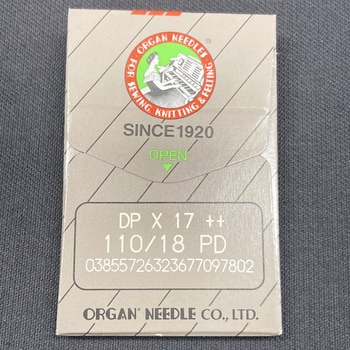 ORGAN NEEDLES
FOR SEWING, KNITTING & FELTING
SINCE1920
OPEN
DP X 17 ++
110/18 PD
03855726323677097802
ORGAN® NEEDLE CO., LTD.